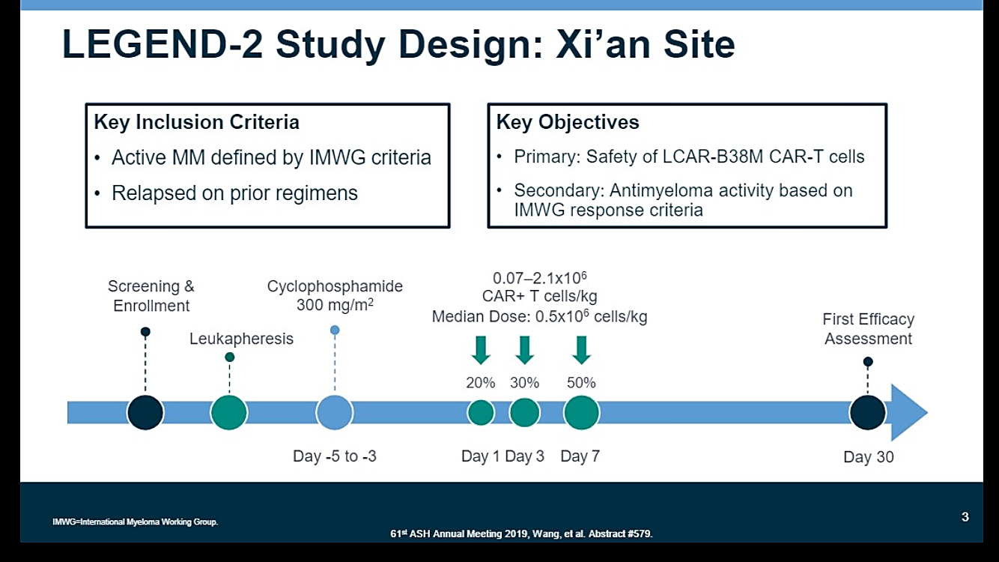 LEGEND-2 Study Design: Xi’an Site
Key Inclusion Criteria
• Active MM defined by IMWG criteria
• Relapsed on prior regimens
Key Objectives
• Primary: Safety of LCAR-B38M CAR-T cells
• Secondary: Antimyeloma activity based on
IMWG response criteria
Screening &
Enrollment
Leukapheresis
Cyclophosphamide
300 mg/m²
0.07–2.1x10⁶
CAR+ T cells/kg
Median Dose: 0.5x10⁶ cells/kg
First Efficacy
Assessment
20% 30% 50%
Day -5 to -3
Day 1 Day 3 Day 7
Day 30
IMWG=International Myeloma Working Group.
3
61ˢᵗ ASH Annual Meeting 2019, Wang, et al. Abstract #579.